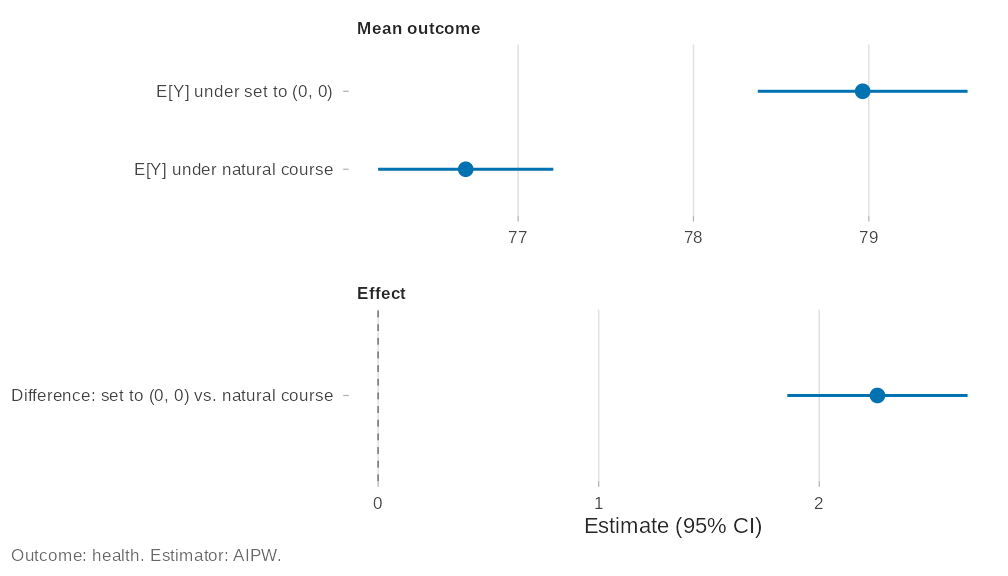 Mean outcome
E[Y] under set to (0, 0)
E[Y] under natural course
77 78 79
Effect
Difference: set to (0, 0) vs. natural course
0 1 2
Estimate (95% CI)
Outcome: health. Estimator: AIPW.